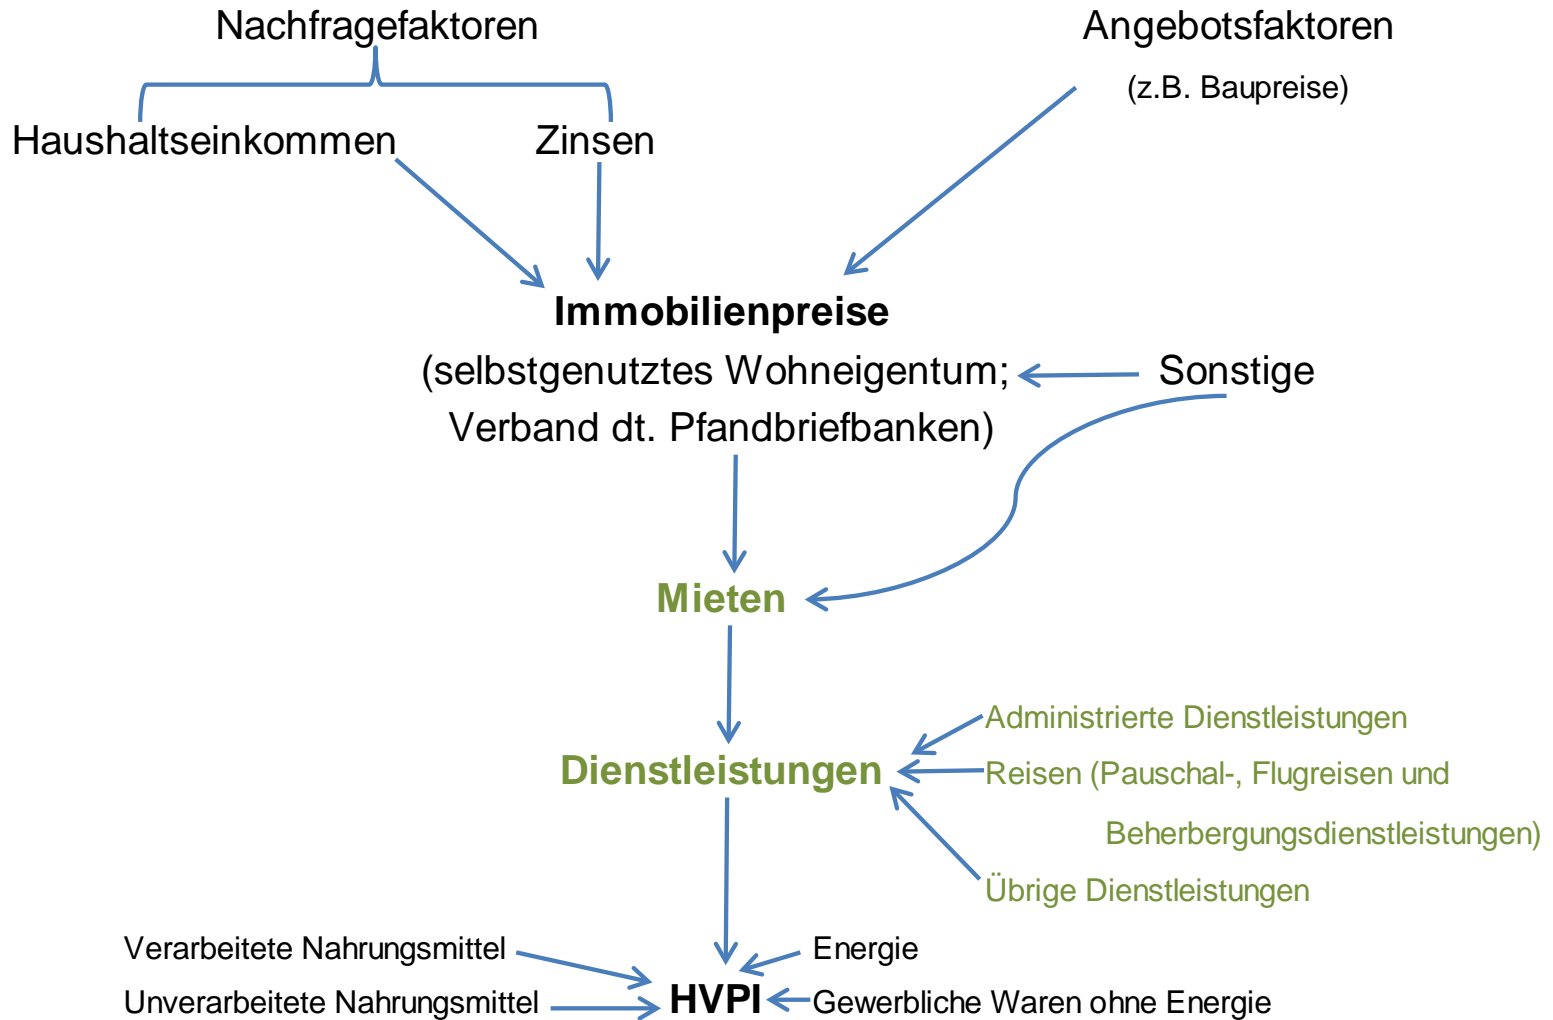 Nachfragefaktoren
Angebotsfaktoren
(z.B. Baupreise)
Haushaltseinkommen
Zinsen
Immobilienpreise
(selbstgenutztes Wohneigentum;
Sonstige
Verband dt. Pfandbriefbanken)
Mieten
Administrierte Dienstleistungen
Dienstleistungen
Reisen (Pauschal-, Flugreisen und
Beherbergungsdienstleistungen)
Übrige Dienstleistungen
Verarbeitete Nahrungsmittel
Energie
Unverarbeitete Nahrungsmittel
HVPI
Gewerbliche Waren ohne Energie